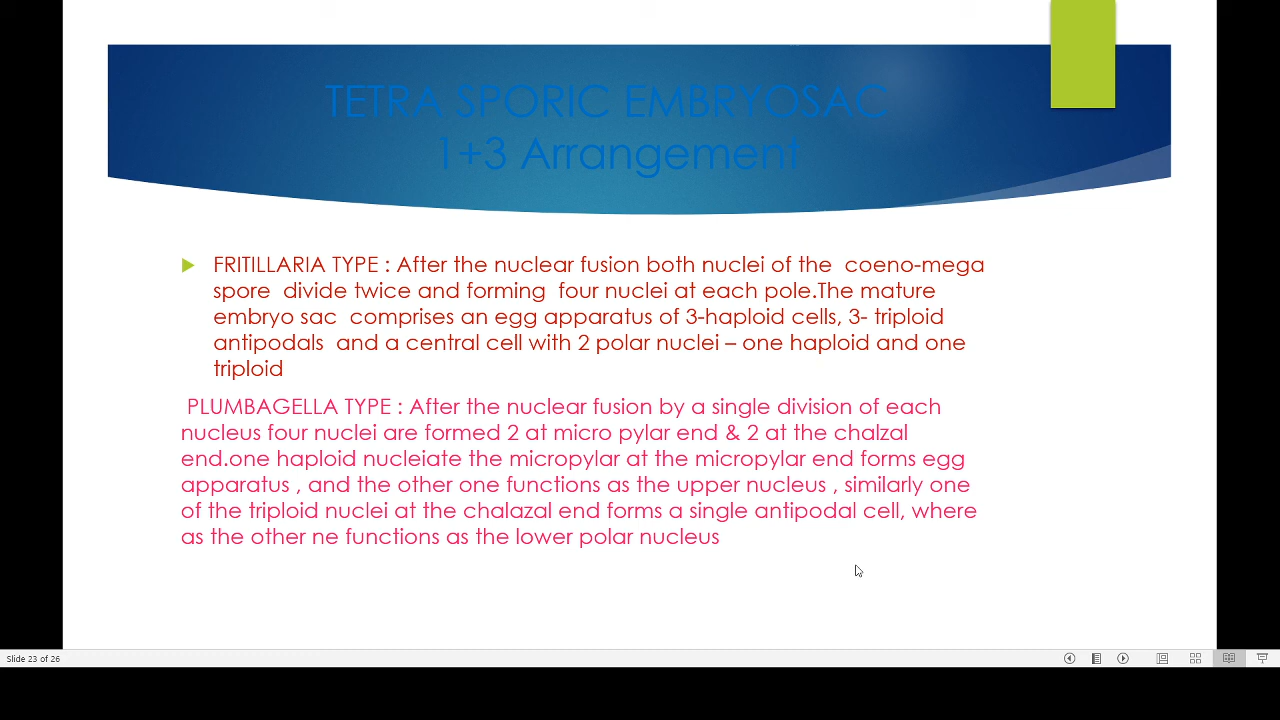 TETRA SPORIC EMBRYOSAC
1+3 Arrangement
FRITILLARIA TYPE : After the nuclear fusion both nuclei of the coeno-mega
spore divide twice and forming four nuclei at each pole.The mature
embryo sac comprises an egg apparatus of 3-haploid cells, 3- triploid
antipodals and a central cell with 2 polar nuclei – one haploid and one
triploid
PLUMBAGELLA TYPE : After the nuclear fusion by a single division of each
nucleus four nuclei are formed 2 at micro pylar end & 2 at the chalzal
end.one haploid nucleiate the micropylar at the micropylar end forms egg
apparatus , and the other one functions as the upper nucleus , similarly one
of the triploid nuclei at the chalazal end forms a single antipodal cell, where
as the other ne functions as the lower polar nucleus
Slide 23 of 26